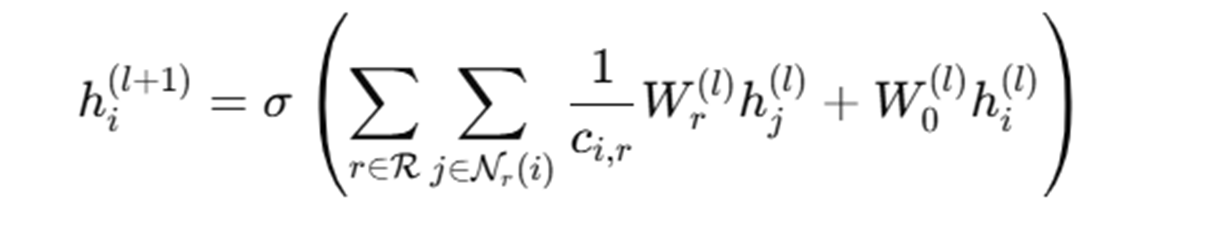 h_i^{(l+1)} = \sigma \left( \sum_{r \in \mathcal{R}} \sum_{j \in \mathcal{N}_r(i)} \frac{1}{c_{i,r}} W_r^{(l)} h_j^{(l)} + W_0^{(l)} h_i^{(l)} \right)